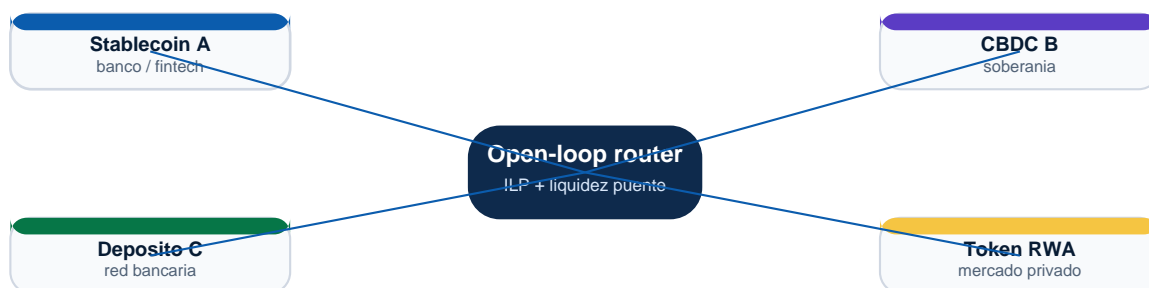 Stablecoin A
banco / fintech
CBDC B
soberania
Open-loop router
ILP + liquidez puente
Deposito C
red bancaria
Token RWA
mercado privado